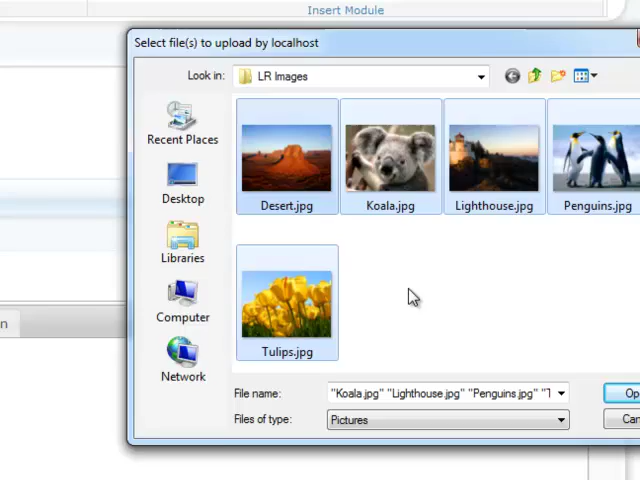 Insert Module
Select file(s) to upload by localhost
Look in: LR Images
Recent Places
Desktop
Libraries
Computer
Network
Desert.jpg Koala.jpg Lighthouse.jpg Penguins.jpg
Tulips.jpg
File name: "Koala.jpg" "Lighthouse.jpg" "Penguins.jpg" "T
Files of type: Pictures
Op
Can
n